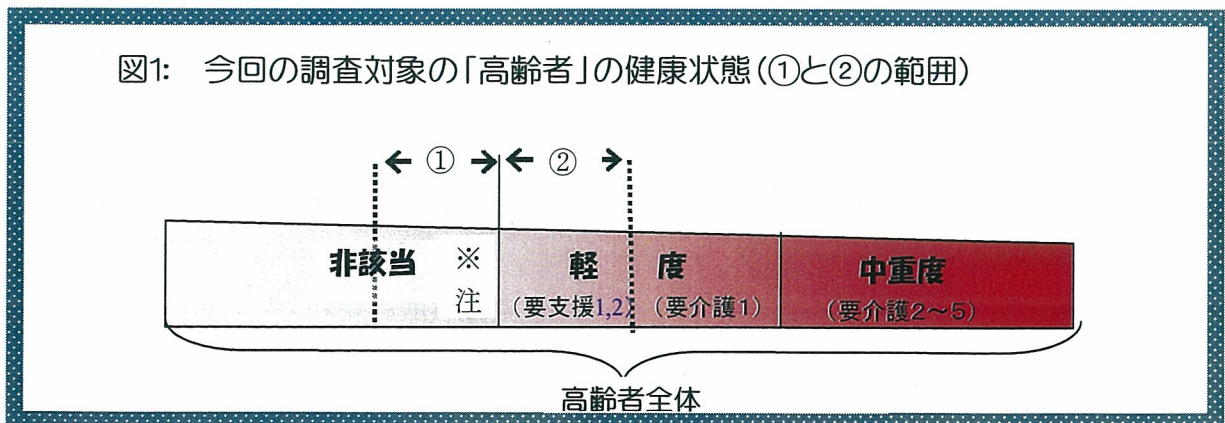 図1: 今回の調査対象の「高齢者」の健康状態(①と②の範囲)
← ① → ← ② →
非該当 ※ 軽 度 中重度
注 (要支援1,2) (要介護1) (要介護2～5)
高齢者全体